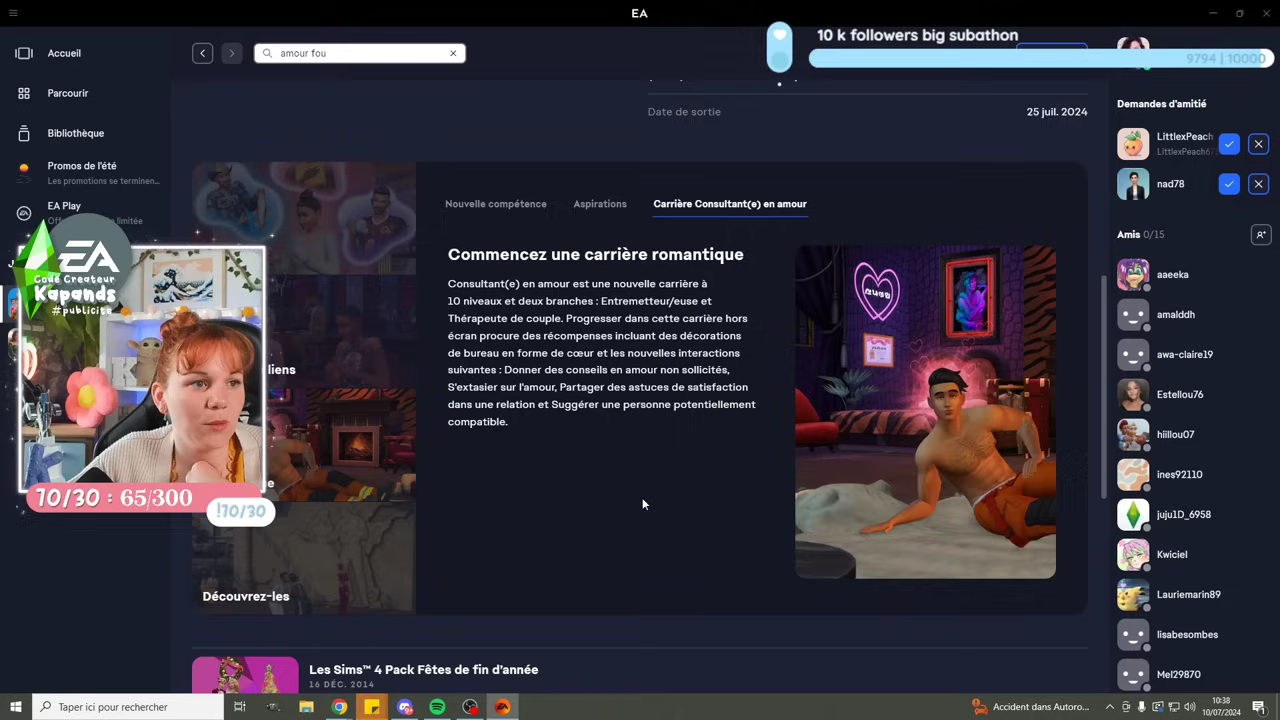 EA
amour fou
10 k followers big subathon
9794 | 10000
Accueil
Parcourir
Bibliothèque
Promos de l'été
Les promotions se terminen...
EA Play
limitée
EA
Code Createur
Kapands
#publicite
70/30 : 65/300
!70/30
Date de sortie
25 juil. 2024
Nouvelle compétence
Aspirations
Carrière Consultant(e) en amour
Commencez une carrière romantique
Consultant(e) en amour est une nouvelle carrière à
10 niveaux et deux branches : Entremetteur/euse et
Thérapeute de couple. Progresser dans cette carrière hors
écran procure des récompenses incluant des décorations
de bureau en forme de cœur et les nouvelles interactions
suivantes : Donner des conseils en amour non sollicités,
S'extasier sur l'amour, Partager des astuces de satisfaction
dans une relation et Suggérer une personne potentiellement
compatible.
liens
e
Découvrez-les
Les Sims™ 4 Pack Fêtes de fin d'année
16 DÉC. 2014
Demandes d'amitié
LittlexPeach
LittlexPeach6
nad78
Amis 0/15
aaeeka
amalddh
awa-claire19
Estellou76
hiillou07
ines92110
juju1D_6958
Kwiciel
Lauriemarin89
lisabesombes
Mel29870
Taper ici pour rechercher
Accident dans Autoro...
10:38
10/07/2024